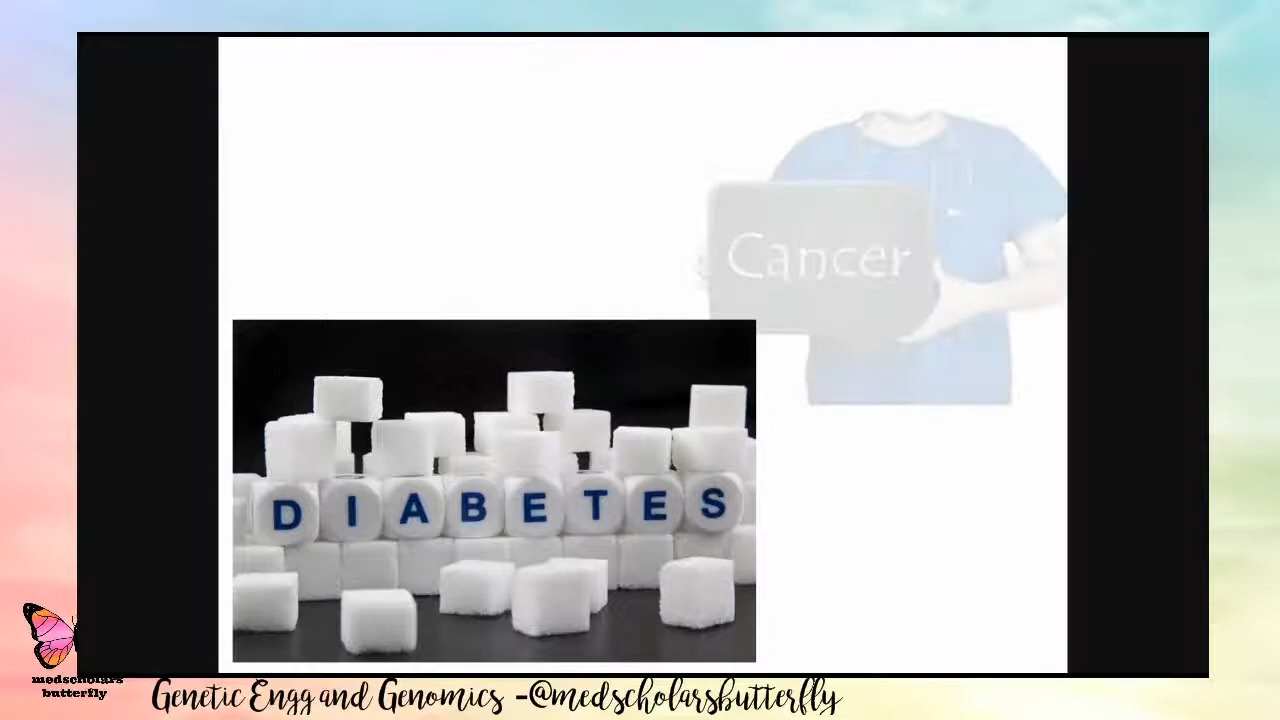 Cancer
DIABETES
medscholars
butterfly
Genetic Engg and Genomics -@medscholarsbutterfly